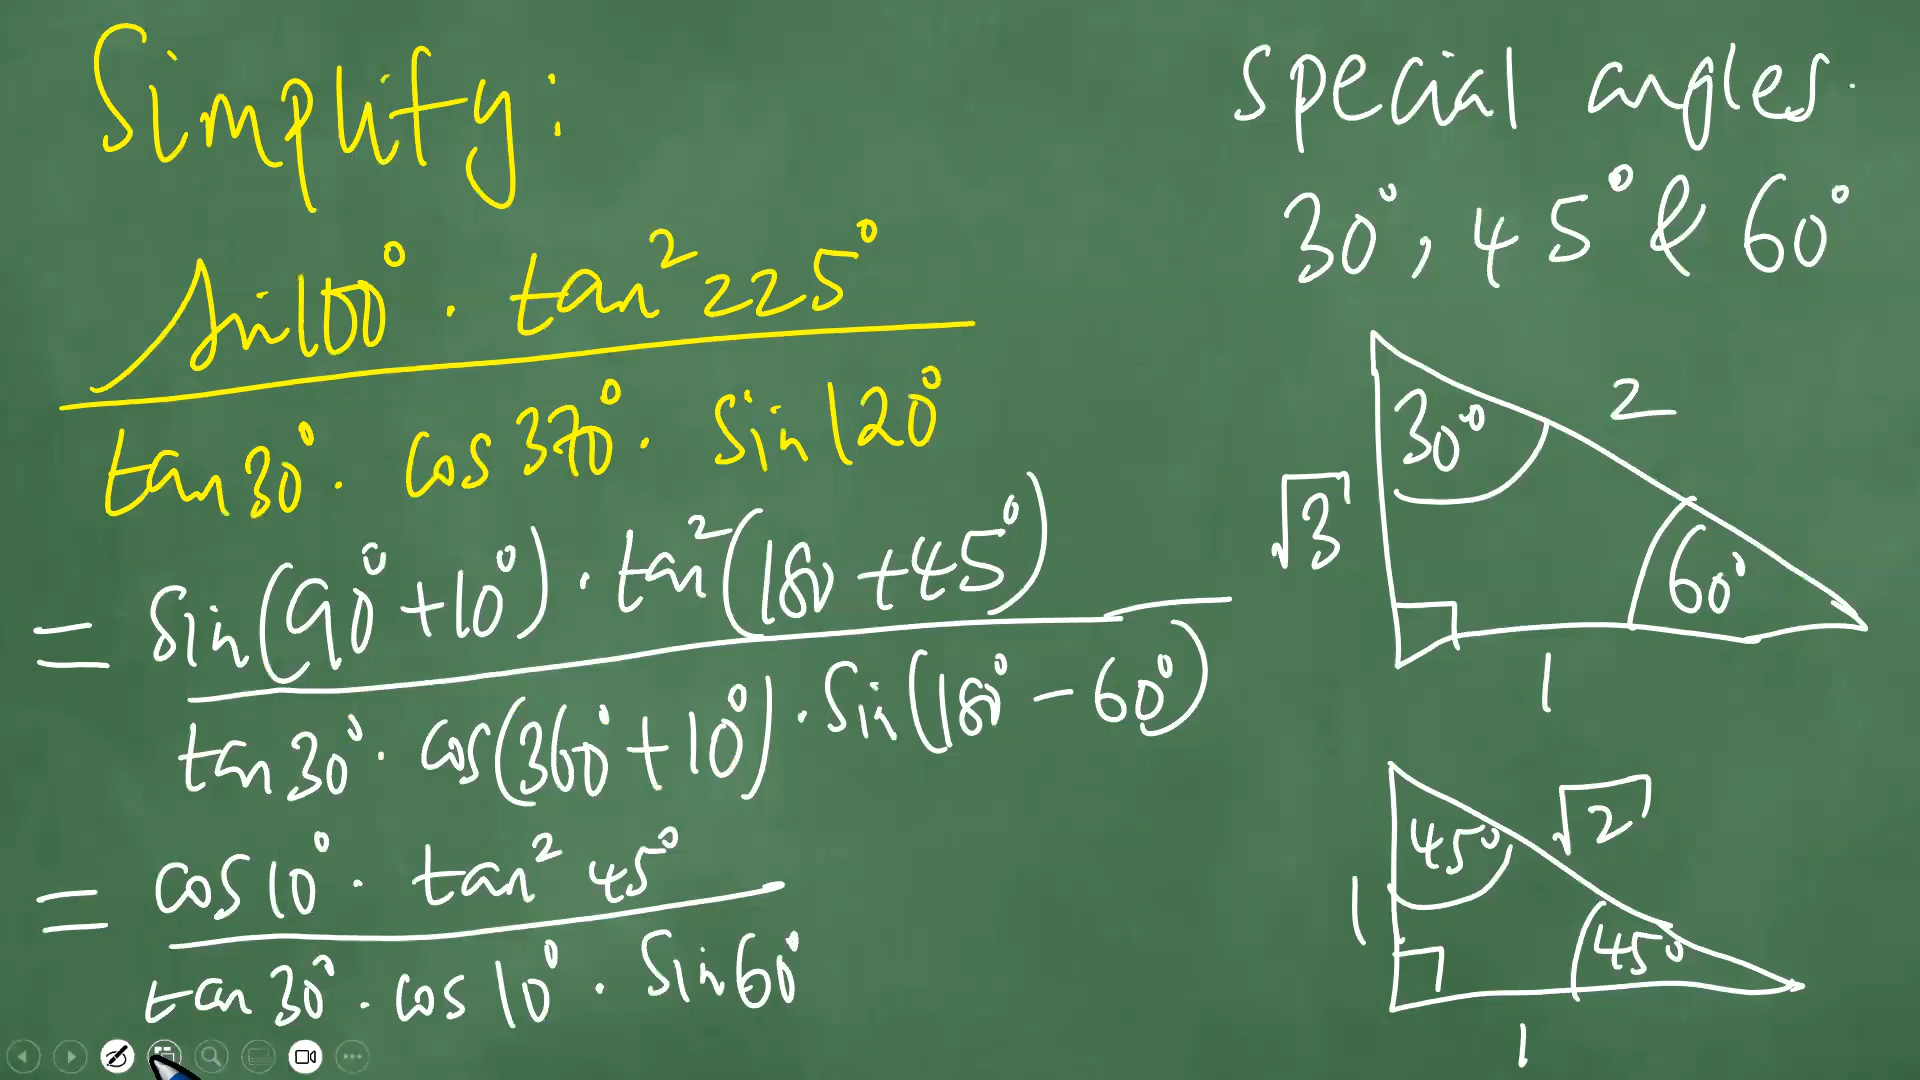 Simplify:
sin100° · tan²225°
tan30° · cos370° · sin120°
= sin(90°+10°) · tan²(180+45°)
tan30° · cos(360°+10°) · sin(180°-60°)
= cos10° · tan²45°
tan30° · cos10° · sin60°
special angles.
30°, 45° & 60°
30°
2
√3
60°
1
45°
√2
1
45°
1